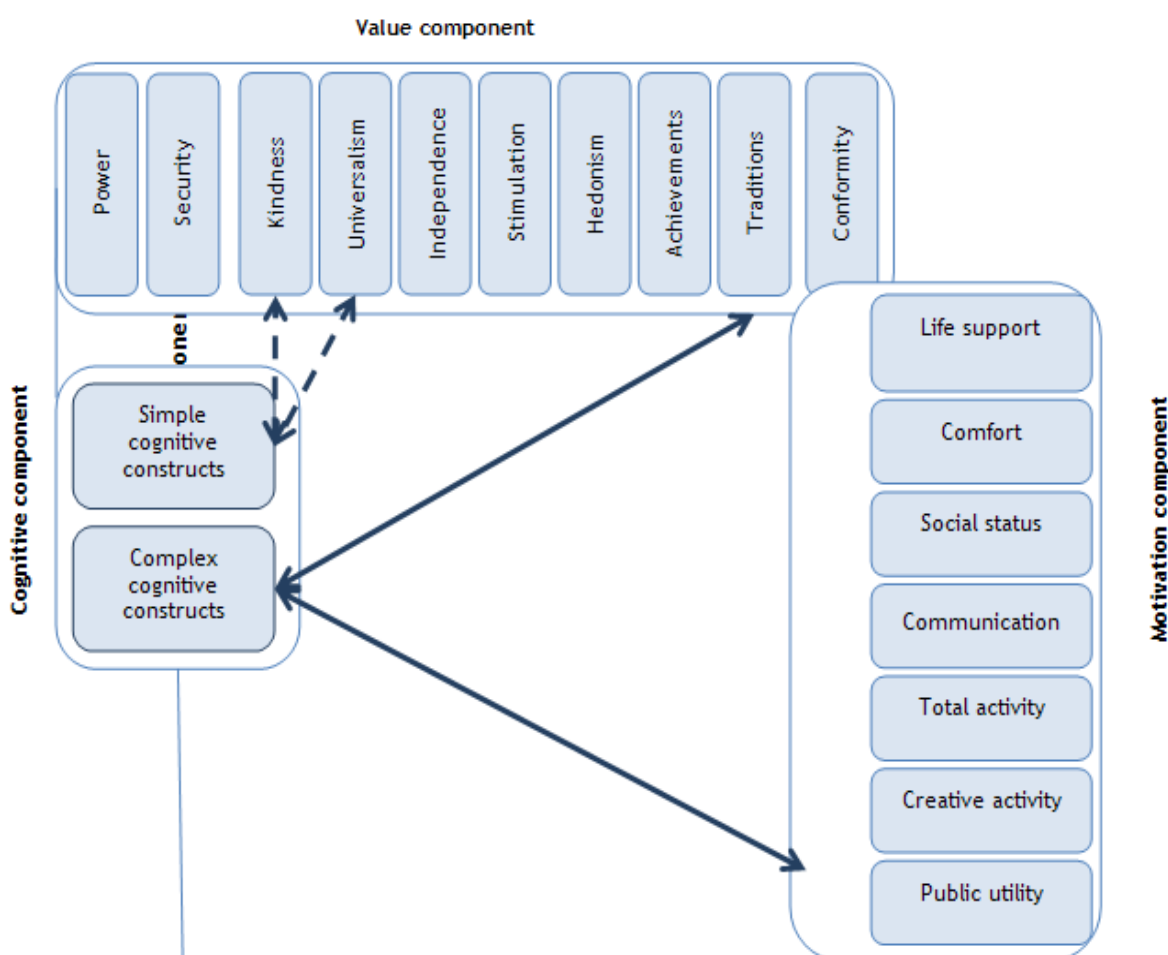 Value component
Power
Security
Kindness
Universalism
Independence
Stimulation
Hedonism
Achievements
Traditions
Conformity
Cognitive component
Simple
cognitive
constructs
Complex
cognitive
constructs
Life support
Comfort
Social status
Communication
Total activity
Creative activity
Public utility
Motivation component